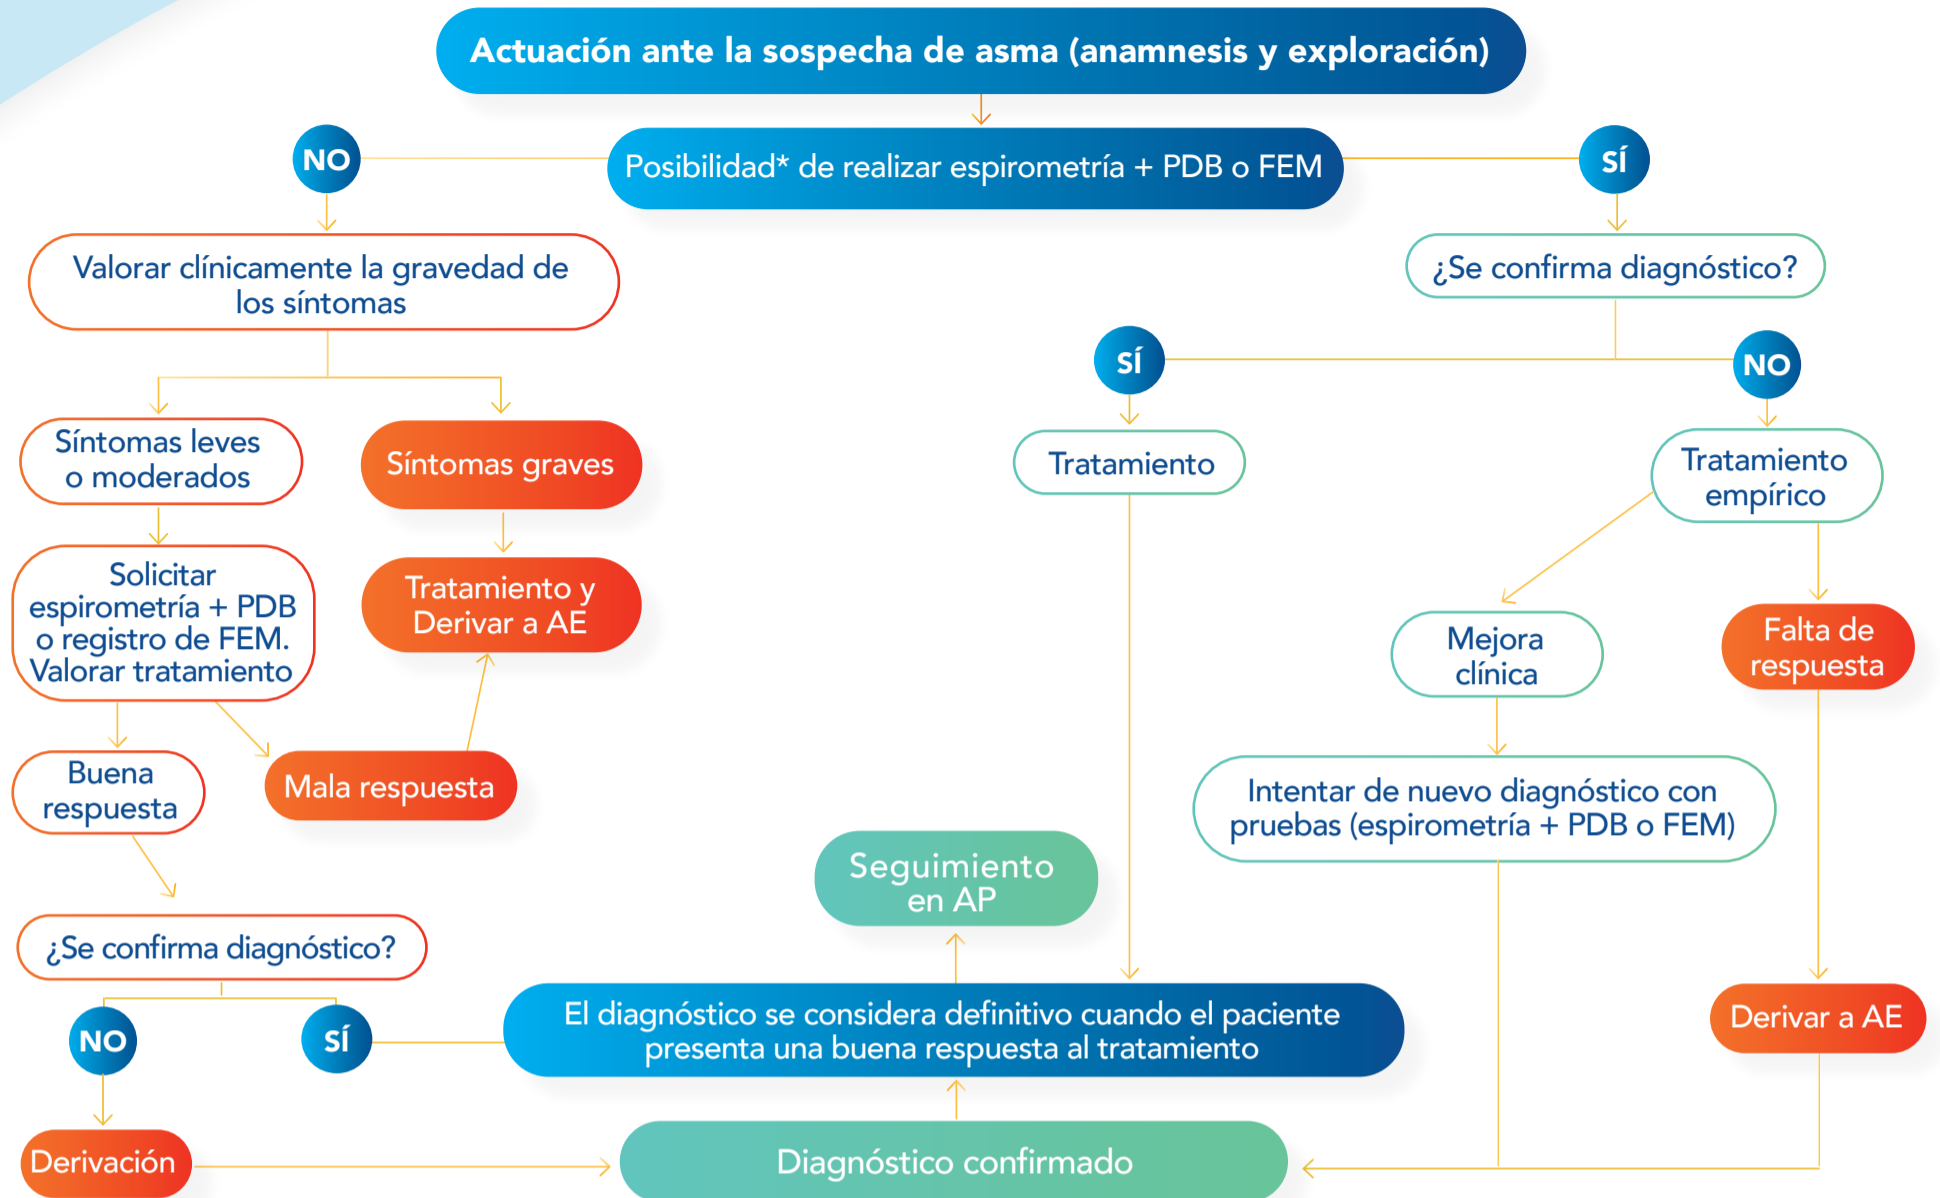 Actuación ante la sospecha de asma (anamnesis y exploración)
NO
Posibilidad* de realizar espirometría + PDB o FEM
SÍ
Valorar clínicamente la gravedad de
los síntomas
¿Se confirma diagnóstico?
SÍ
NO
Síntomas leves
o moderados
Síntomas graves
Tratamiento
Tratamiento
empírico
Solicitar
espirometría + PDB
o registro de FEM.
Valorar tratamiento
Tratamiento y
Derivar a AE
Mejora
clínica
Falta de
respuesta
Buena
respuesta
Mala respuesta
Intentar de nuevo diagnóstico con
pruebas (espirometría + PDB o FEM)
Seguimiento
en AP
¿Se confirma diagnóstico?
NO
SÍ
El diagnóstico se considera definitivo cuando el paciente
presenta una buena respuesta al tratamiento
Derivar a AE
Derivación
Diagnóstico confirmado